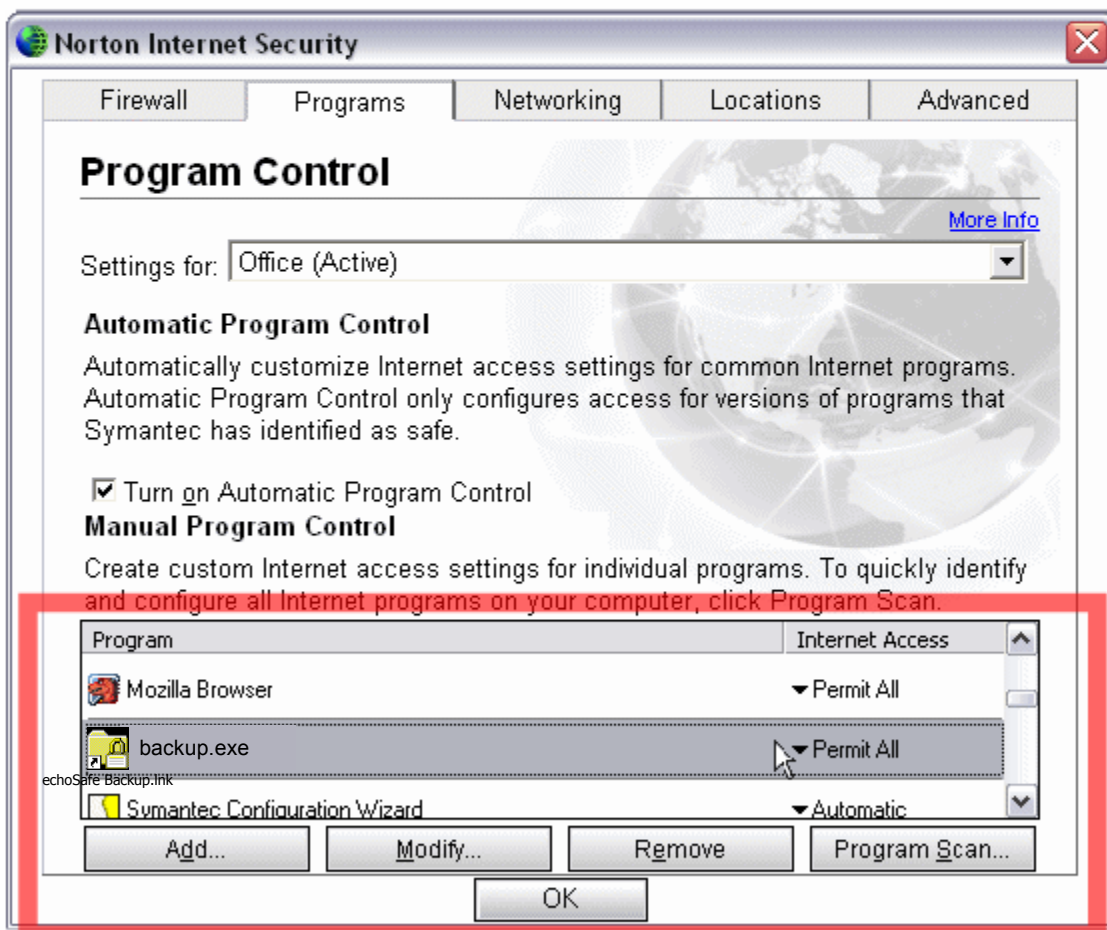 Norton Internet Security
Firewall Programs Networking Locations Advanced
Program Control
More Info
Settings for: Office (Active)
Automatic Program Control
Automatically customize Internet access settings for common Internet programs.
Automatic Program Control only configures access for versions of programs that
Symantec has identified as safe.
Turn on Automatic Program Control
Manual Program Control
Create custom Internet access settings for individual programs. To quickly identify
and configure all Internet programs on your computer, click Program Scan.
Program Internet Access
Mozilla Browser Permit All
backup.exe Permit All
echoSafe Backup.lnk
Symantec Configuration Wizard Automatic
Add... Modify... Remove Program Scan...
OK